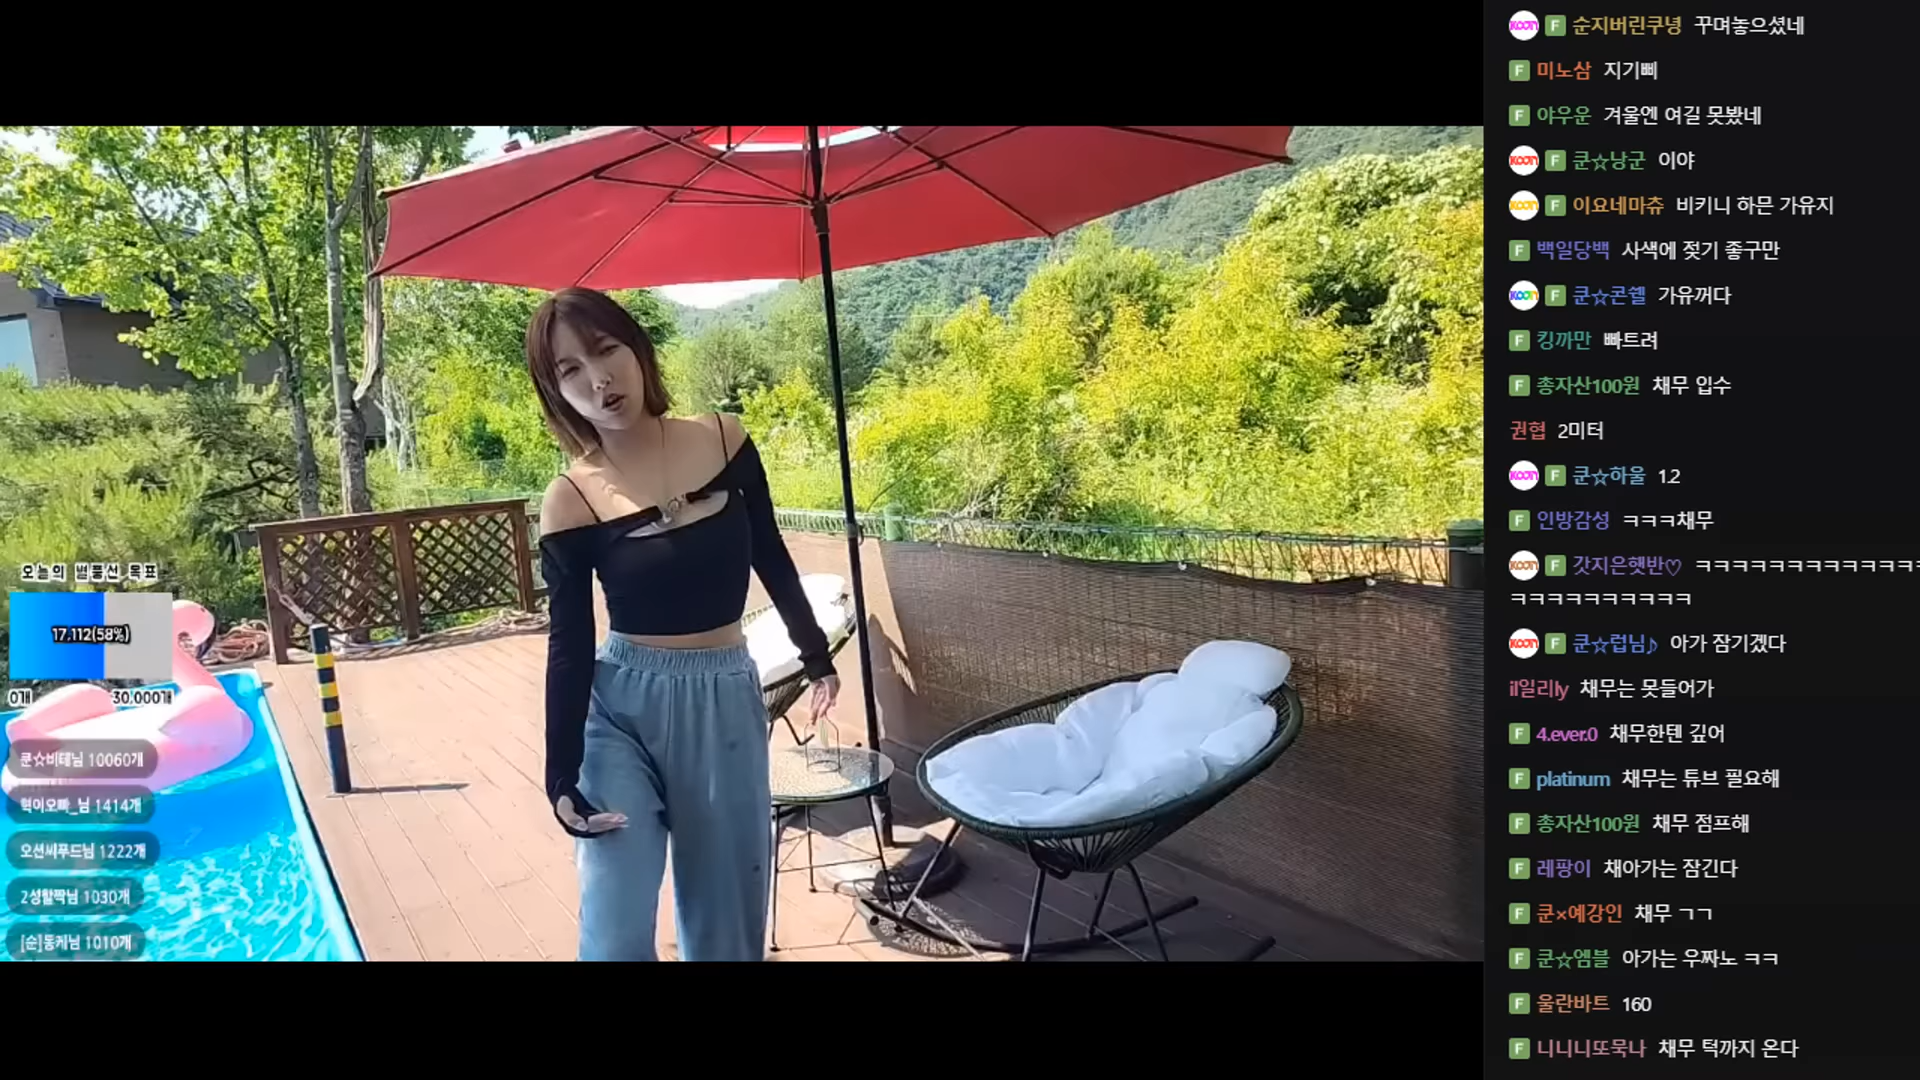 오늘의 별풍선 목표
17,112(58%)
0개 30,000개
쿤☆비테님 10060개
혁이오빠_님 1414개
오션씨푸드님 1222개
2성할짝님 1030개
[순]통케님 1010개
KOON F 순지버린쿠녕 꾸며놓으셨네
F 미노삼 지기삐
F 야우운 겨울엔 여길 못봤네
KOON F 쿤☆낭군 이야
KOON F 이요네마츄 비키니 하믄 가유지
F 백일당백 사색에 젖기 좋구만
KOON F 쿤☆콘쉘 가유꺼다
F 킹까만 빠트려
F 총자산100원 채무 입수
권협 2미터
KOON F 쿤☆하울 1.2
F 인방감성 ㅋㅋㅋ채무
KOON F 갓지은햇반♡ ㅋㅋㅋㅋㅋㅋㅋㅋㅋㅋㅋㅋㅋ
ㅋㅋㅋㅋㅋㅋㅋㅋㅋㅋ
KOON F 쿤☆럽님♪ 아가 잠기겠다
il일리ly 채무는 못들어가
F 4.ever.0 채무한텐 깊어
F platinum 채무는 튜브 필요해
F 총자산100원 채무 점프해
F 레팡이 채아가는 잠긴다
F 쿤×예강인 채무 ㄱㄱ
F 쿤☆엠블 아가는 우짜노 ㅋㅋ
F 울란바트 160
F 니니니또묵나 채무 턱까지 온다